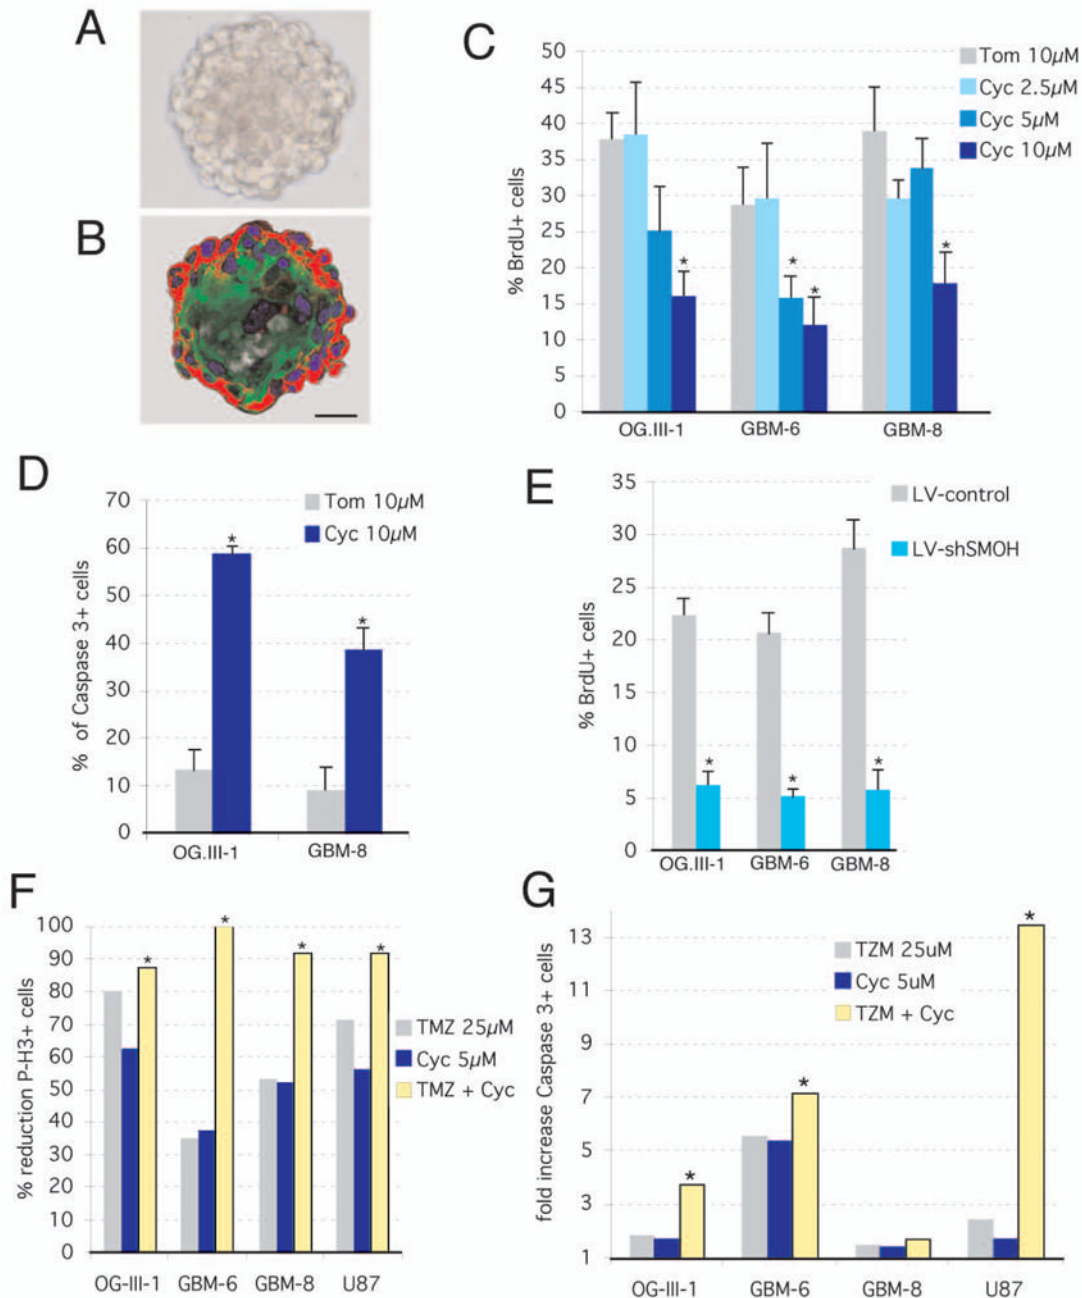 A
B
C
50
45
40
35
30
25
20
15
10
5
0
% BrdU+ cells
Tom 10µM
Cyc 2.5µM
Cyc 5µM
Cyc 10µM
*
*
*
*
OG.III-1 GBM-6 GBM-8
D
70
60
50
40
30
20
10
0
% of Caspase 3+ cells
Tom 10µM
Cyc 10µM
*
*
OG.III-1 GBM-8
E
35
30
25
20
15
10
5
0
% BrdU+ cells
LV-control
LV-shSMOH
*
*
*
OG.III-1 GBM-6 GBM-8
F
100
90
80
70
60
50
40
30
20
10
0
% reduction P-H3+ cells
TMZ 25µM
Cyc 5µM
TMZ + Cyc
*
*
*
*
OG-III-1 GBM-6 GBM-8 U87
G
13
11
9
7
5
3
1
fold increase Caspase 3+ cells
TZM 25uM
Cyc 5uM
TZM + Cyc
*
*
*
OG-III-1 GBM-6 GBM-8 U87